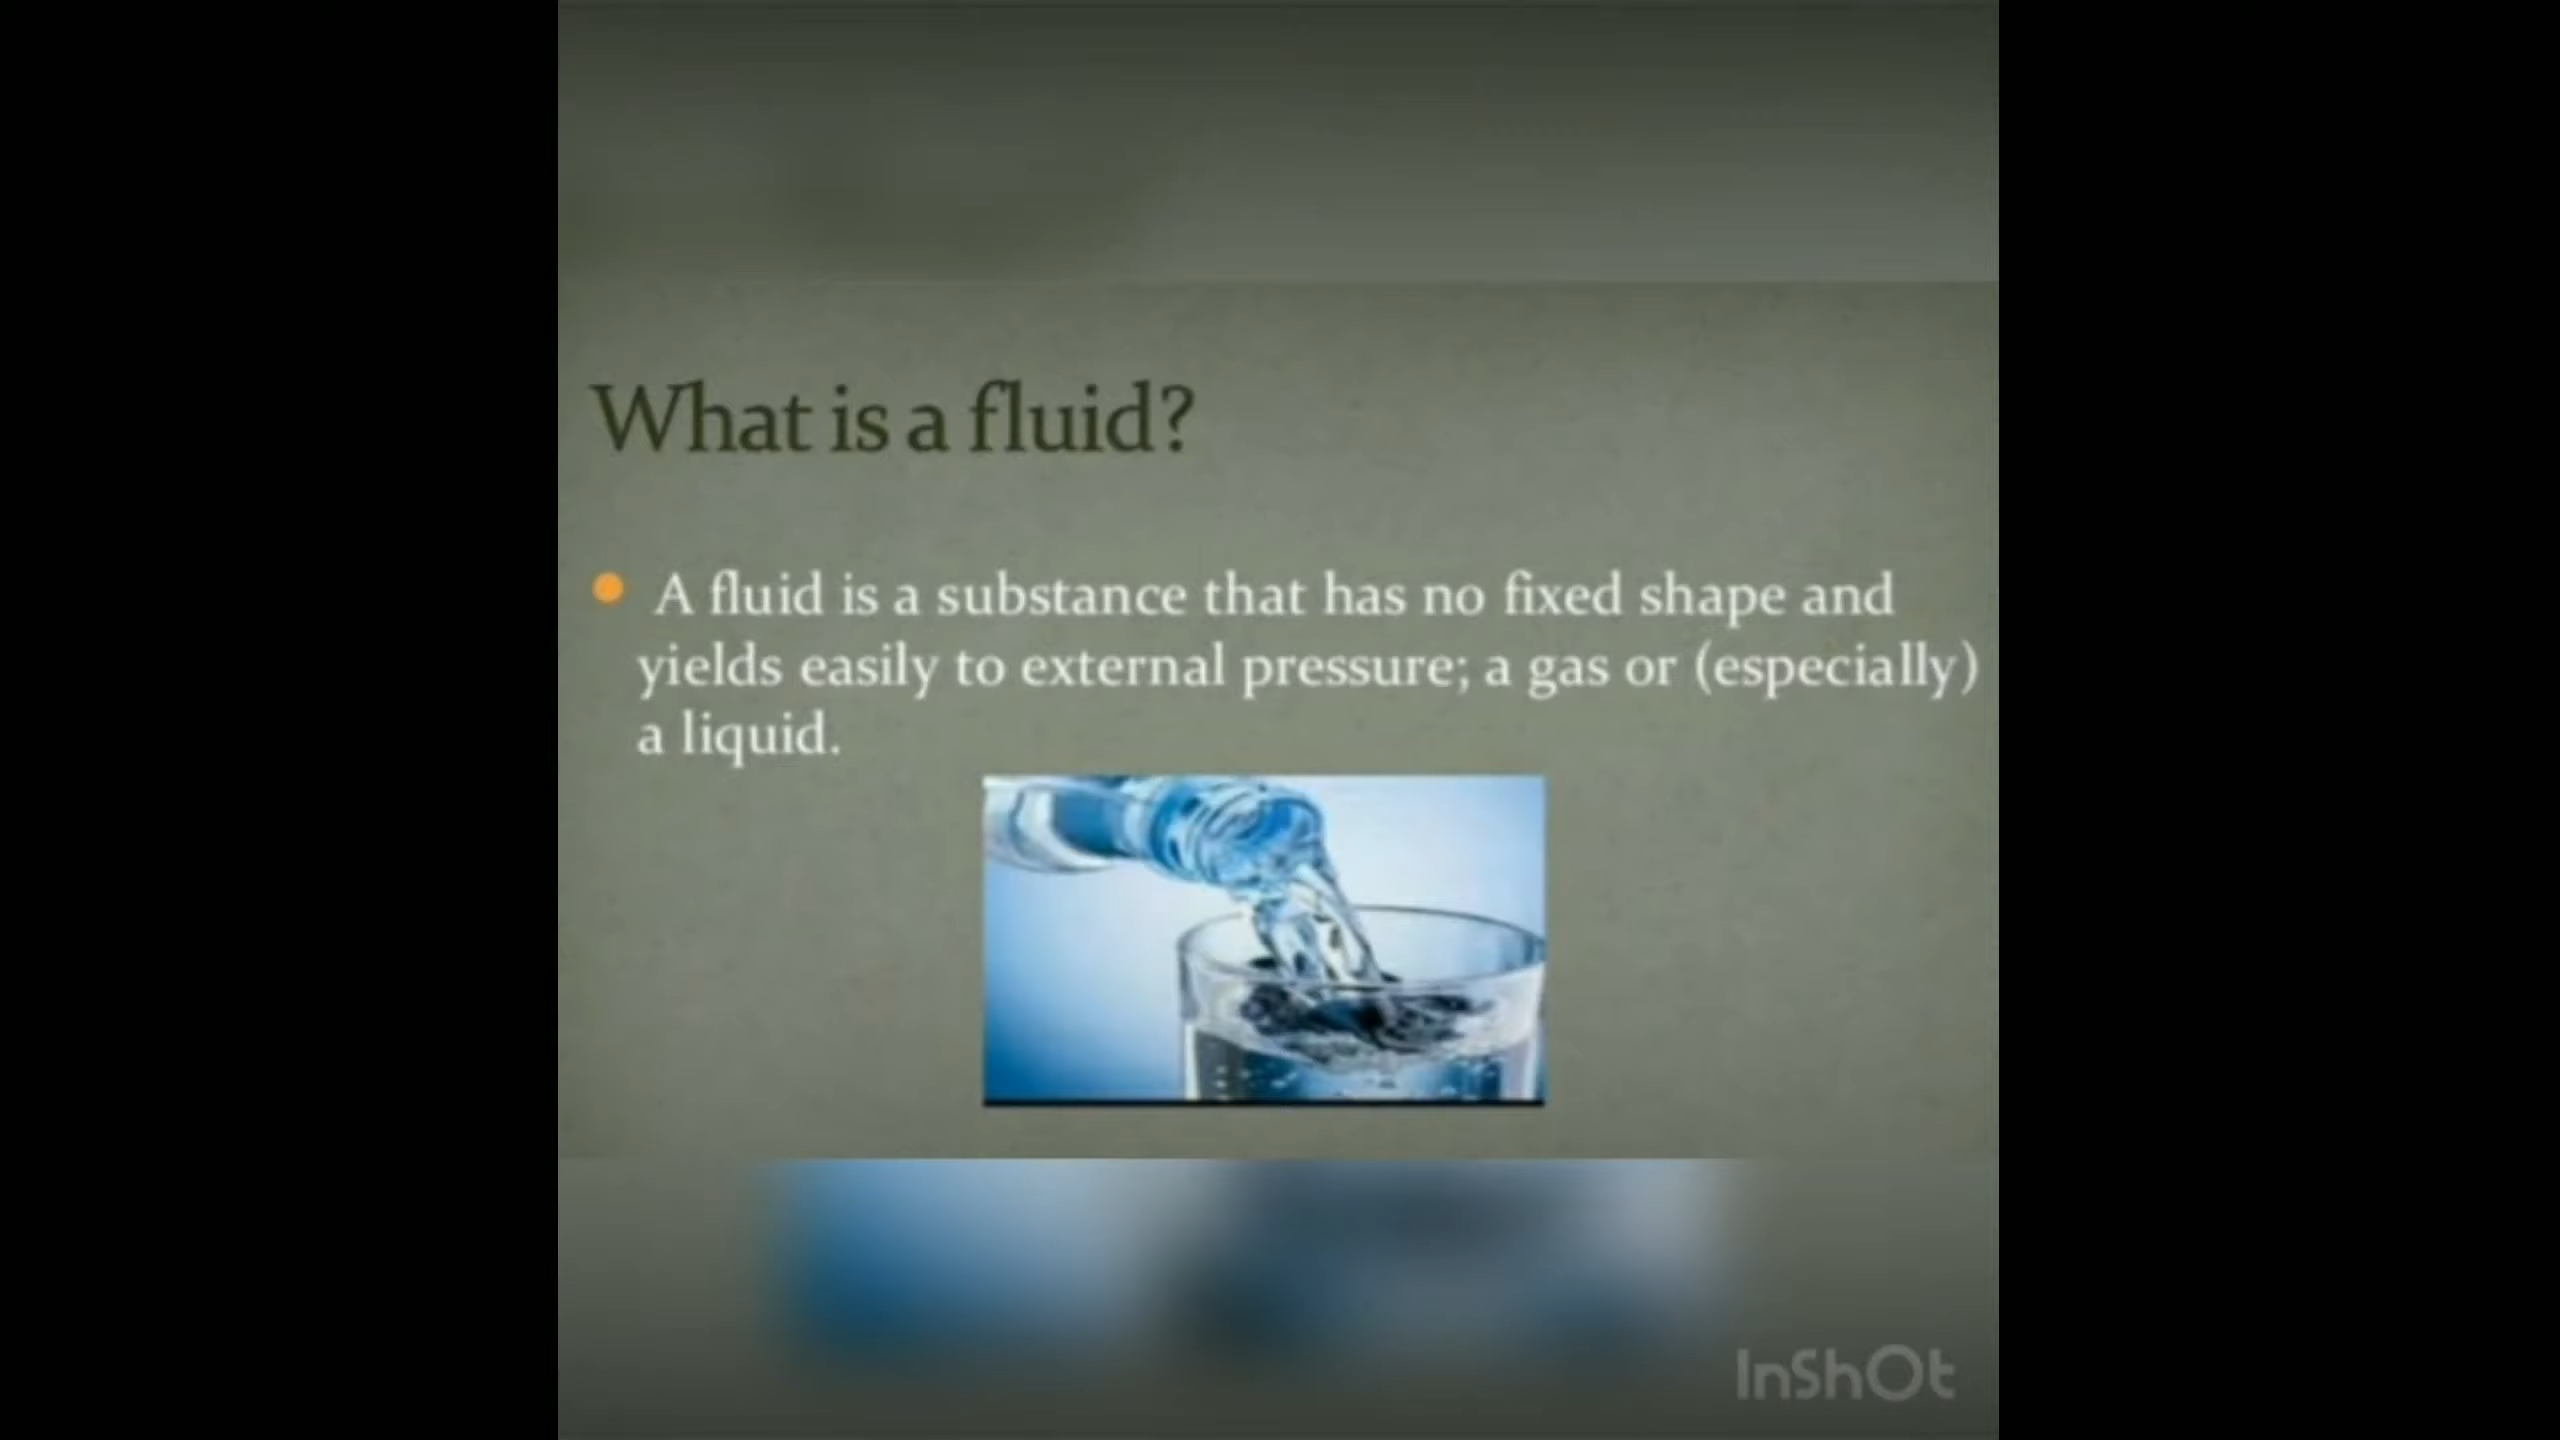 What is a fluid?
A fluid is a substance that has no fixed shape and
yields easily to external pressure; a gas or (especially)
a liquid.
InShOt